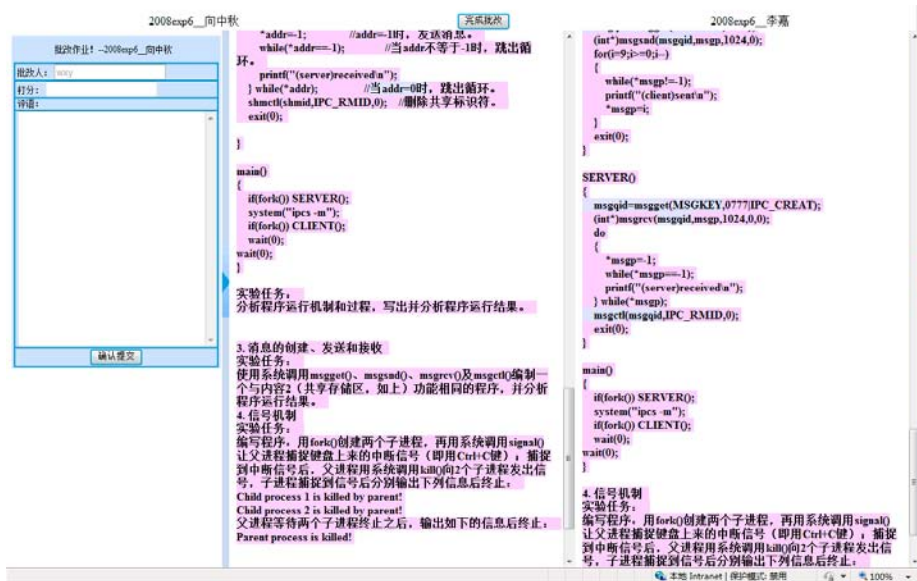 2008exp6__向中秋
完成批改
2008exp6__李嘉
批改作业！--2008exp6__向中秋
批改人：
wxy
打分：
评语：
确认提交
*addr=-1; //addr=-1时，发送消息。
while(*addr==-1); //当addr不等于-1时，跳出循
环。
printf("(server)received\n");
} while(*addr); //当addr=0时，跳出循环。
shmctl(shmid,IPC_RMID,0); //删除共享标识符。
exit(0);
}
main()
{
if(fork()) SERVER();
system("ipcs -m");
if(fork()) CLIENT();
wait(0);
wait(0);
}
实验任务：
分析程序运行机制和过程，写出并分析程序运行结果。
3. 消息的创建、发送和接收
实验任务：
使用系统调用msgget()、msgsnd()、msgrcv()及msgctl()编制一
个与内容2（共享存储区，如上）功能相同的程序，并分析
程序运行结果。
4. 信号机制
实验任务：
编写程序，用fork()创建两个子进程，再用系统调用signal()
让父进程捕捉键盘上来的中断信号（即用Ctrl+C健）；捕捉
到中断信号后，父进程用系统调用kill()向2个子进程发出信
号，子进程捕捉到信号后分别输出下列信息后终止：
Child process 1 is killed by parent!
Child process 2 is killed by parent!
父进程等待两个子进程终止之后，输出如下的信息后终止：
Parent process is killed!
(int*)msgsnd(msgqid,msgp,1024,0);
for(i=9;i>=0;i--)
{
while(*msgp!=-1);
printf("(client)sent\n");
*msgp=i;
}
exit(0);
}
SERVER()
{
msgqid=msgget(MSGKEY,0777|IPC_CREAT);
(int*)msgrcv(msgqid,msgp,1024,0,0);
do
{
*msgp=-1;
while(*msgp==-1);
printf("(server)received\n");
} while(*msgp);
msgctl(msgqid,IPC_RMID,0);
exit(0);
}
main()
{
if(fork()) SERVER();
system("ipcs -m");
if(fork()) CLIENT();
wait(0);
wait(0);
}
4. 信号机制
实验任务：
编写程序，用fork()创建两个子进程，再用系统调用signal()
让父进程捕捉键盘上来的中断信号（即用Ctrl+C健）；捕捉
到中断信号后，父进程用系统调用kill()向2个子进程发出信
号，子进程捕捉到信号后分别输出下列信息后终止：
本地 Intranet | 保护模式: 禁用
100%